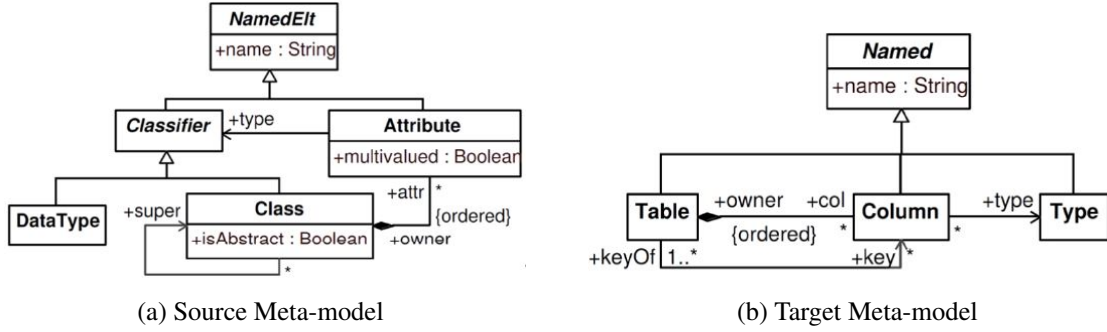 NamedElt
+name : String
Classifier
+type
Attribute
+multivalued : Boolean
+attr *
{ordered}
DataType
+super
Class
+isAbstract : Boolean
+owner
*
(a) Source Meta-model
Named
+name : String
Table
+owner +col
{ordered} *
Column
+type
*
Type
+keyOf 1..*
+key *
(b) Target Meta-model